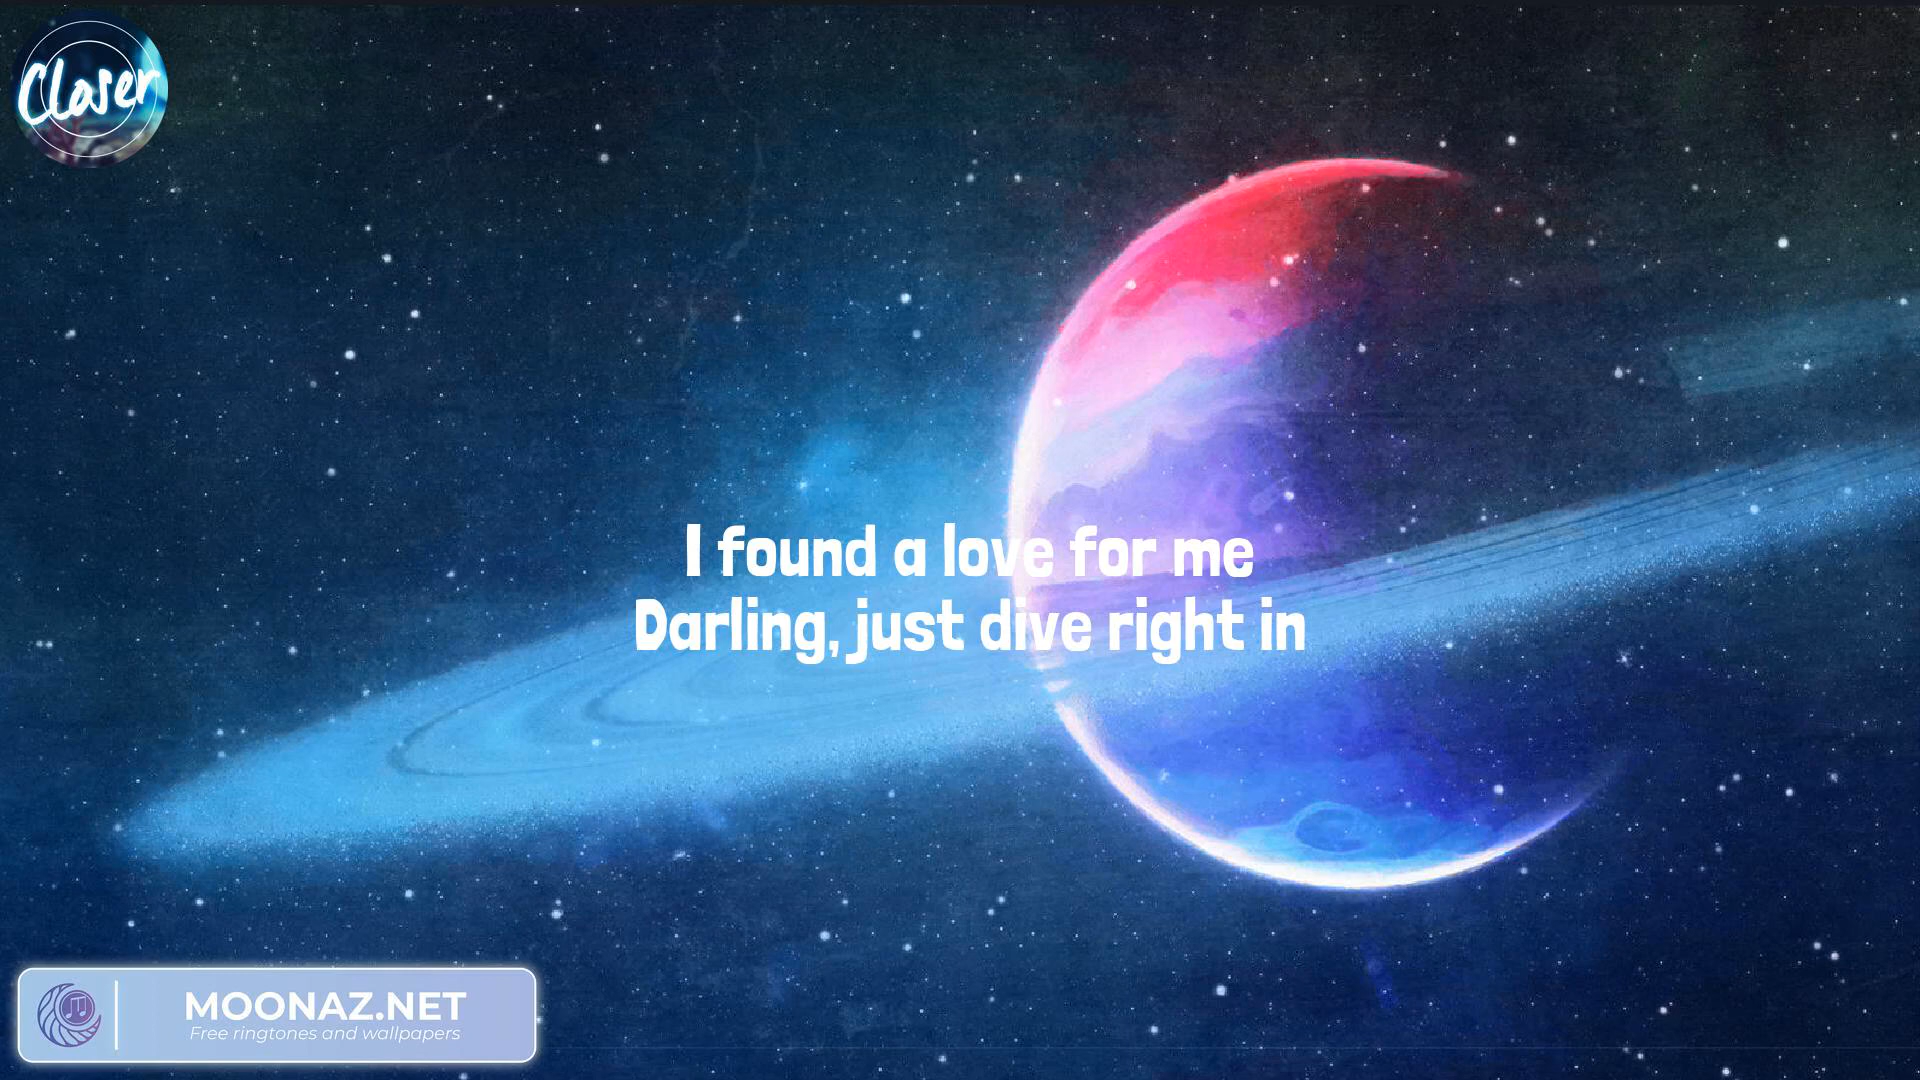 Closer
I found a love for me
Darling, just dive right in
MOONAZ.NET
Free ringtones and wallpapers